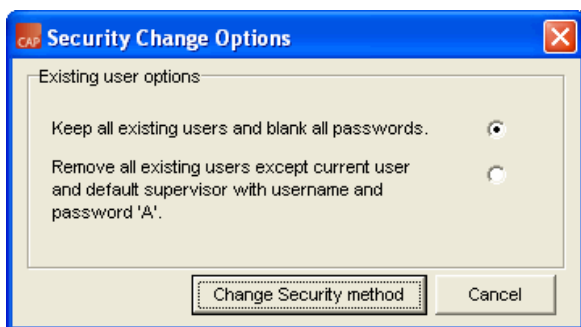 CAP Security Change Options
Existing user options
Keep all existing users and blank all passwords.
Remove all existing users except current user
and default supervisor with username and
password 'A'.
Change Security method Cancel